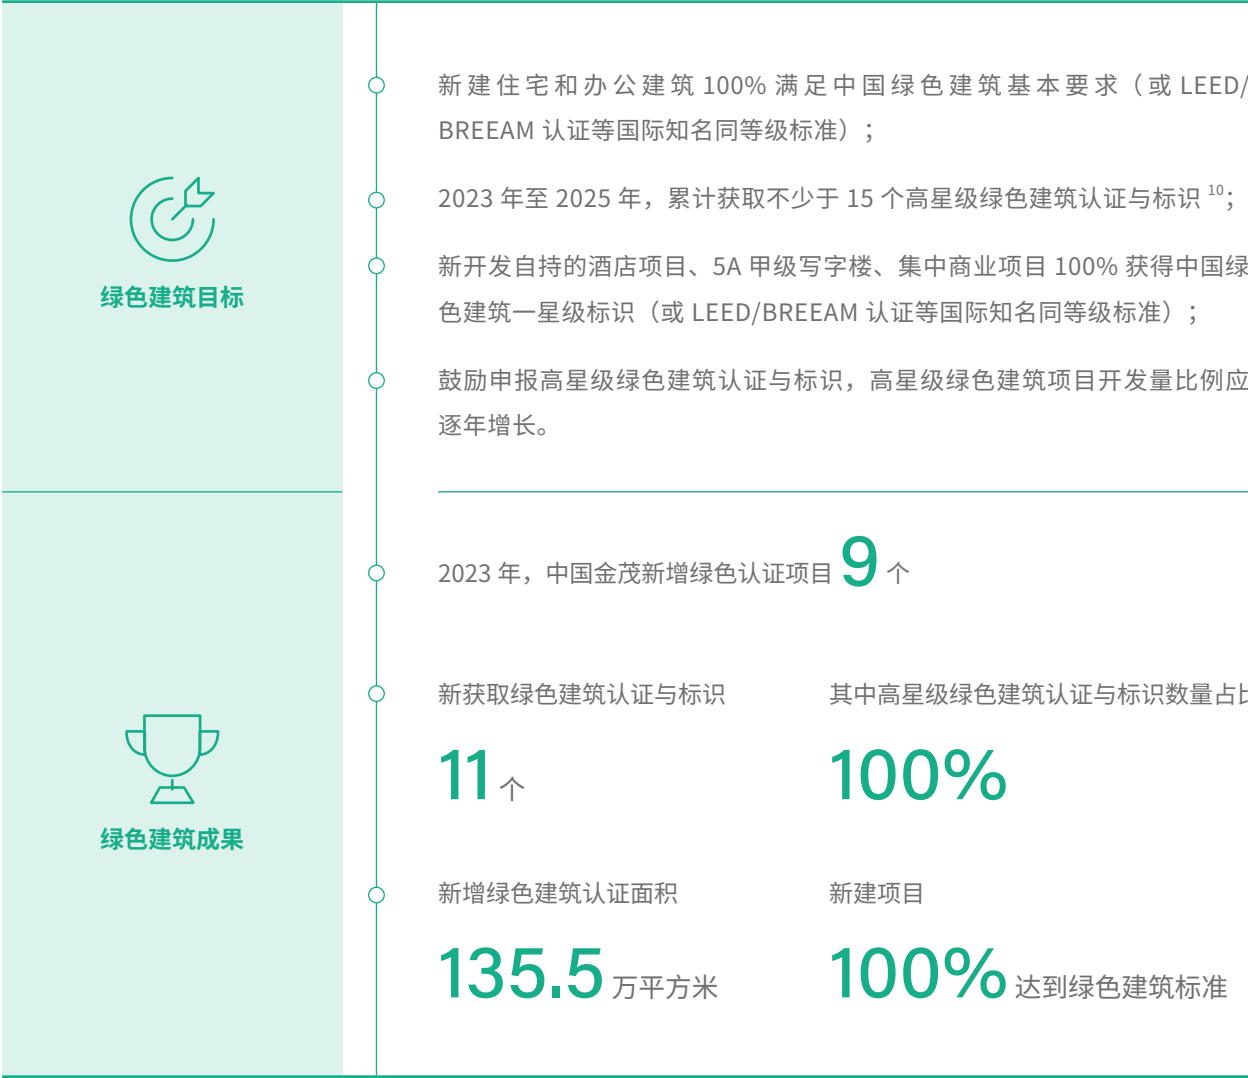 绿色建筑目标
新建住宅和办公建筑 100% 满足中国绿色建筑基本要求（或 LEED/
BREEAM 认证等国际知名同等级标准）；
2023 年至 2025 年，累计获取不少于 15 个高星级绿色建筑认证与标识 10；
新开发自持的酒店项目、5A 甲级写字楼、集中商业项目 100% 获得中国绿
色建筑一星级标识（或 LEED/BREEAM 认证等国际知名同等级标准）；
鼓励申报高星级绿色建筑认证与标识，高星级绿色建筑项目开发量比例应
逐年增长。
绿色建筑成果
2023 年，中国金茂新增绿色认证项目 9 个
新获取绿色建筑认证与标识
11 个
其中高星级绿色建筑认证与标识数量占比
100%
新增绿色建筑认证面积
135.5 万平方米
新建项目
100% 达到绿色建筑标准